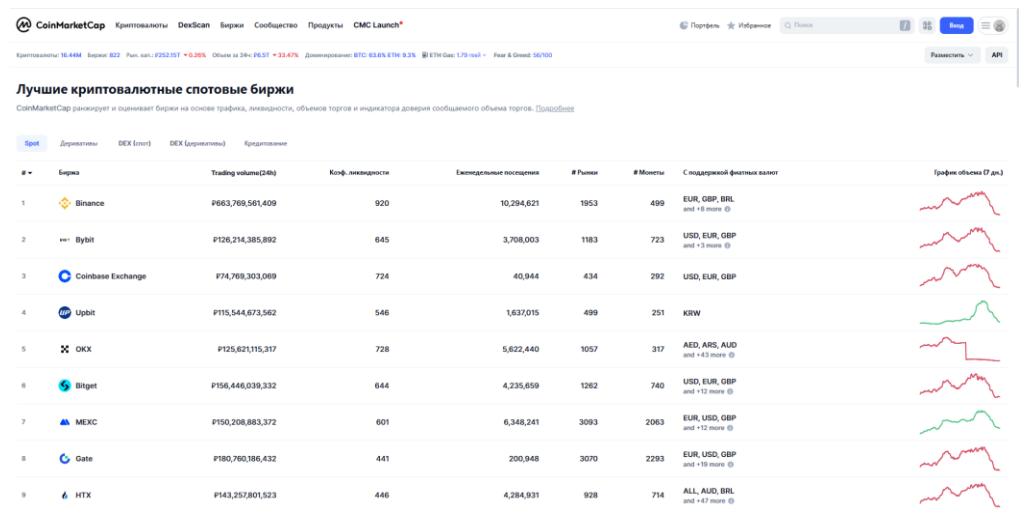 CoinMarketCap Криптовалюты DexScan Биржи Сообщество Продукты CMC Launch Портфель Избранное Поиск / Вход
Криптовалюты: 16.44M Биржи: 822 Рын. кап.: ₽252.15T 0.26% Объем за 24ч: ₽6.5T 33.47% Доминирование: BTC: 63.6% ETH: 9.3% ETH Gas: 1.79 гвей Fear & Greed: 56/100 Разместить API
Лучшие криптовалютные спотовые биржи
CoinMarketCap ранжирует и оценивает биржи на основе трафика, ликвидности, объемов торгов и индикатора доверия сообщаемого объема торгов. Подробнее
Spot Деривативы DEX (спот) DEX (деривативы) Кредитование
# Биржа Trading volume(24h) Коэф. ликвидности Еженедельные посещения # Рынки # Монеты С поддержкой фиатных валют График объема (7 дн.)
1 Binance ₽663,769,561,409 920 10,294,621 1953 499 EUR, GBP, BRL
and +8 more
2 Bybit ₽126,214,385,892 645 3,708,003 1183 723 USD, EUR, GBP
and +3 more
3 Coinbase Exchange ₽74,769,303,069 724 40,944 434 292 USD, EUR, GBP
4 Upbit ₽115,544,673,562 546 1,637,015 499 251 KRW
5 OKX ₽125,621,115,317 728 5,622,440 1057 317 AED, ARS, AUD
and +43 more
6 Bitget ₽156,446,039,332 644 4,235,659 1262 740 USD, EUR, GBP
and +12 more
7 MEXC ₽150,208,883,372 601 6,348,241 3093 2063 EUR, USD, GBP
and +12 more
8 Gate ₽180,760,186,432 441 200,948 3070 2293 EUR, USD, GBP
and +19 more
9 HTX ₽143,257,801,523 446 4,284,931 928 714 ALL, AUD, BRL
and +47 more